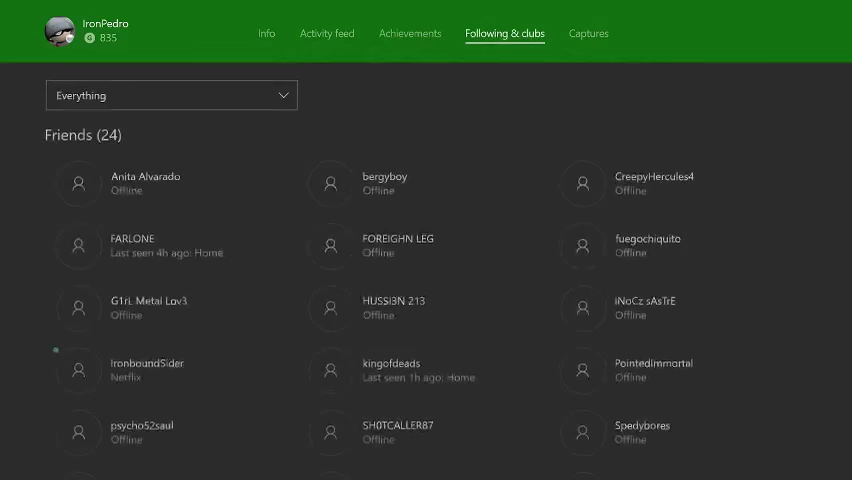 IronPedro
G 835
Info
Activity feed
Achievements
Following & clubs
Captures
Everything
Friends (24)
Anita Alvarado
Offline
bergyboy
Offline
CreepyHercules4
Offline
FARLONE
Last seen 4h ago: Home
FOREIGHN LEG
Offline
fuegochiquito
Offline
G1rL Metal Lov3
Offline
HUSSI3N 213
Offline
iNoCz sAsTrE
Offline
IronboundSider
Netflix
kingofdeads
Last seen 1h ago: Home
PointedImmortal
Offline
psycho52saul
Offline
SH0TCALLER87
Offline
Spedybores
Offline